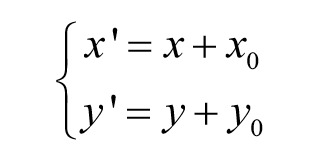 x' = x + x₀
y' = y + y₀